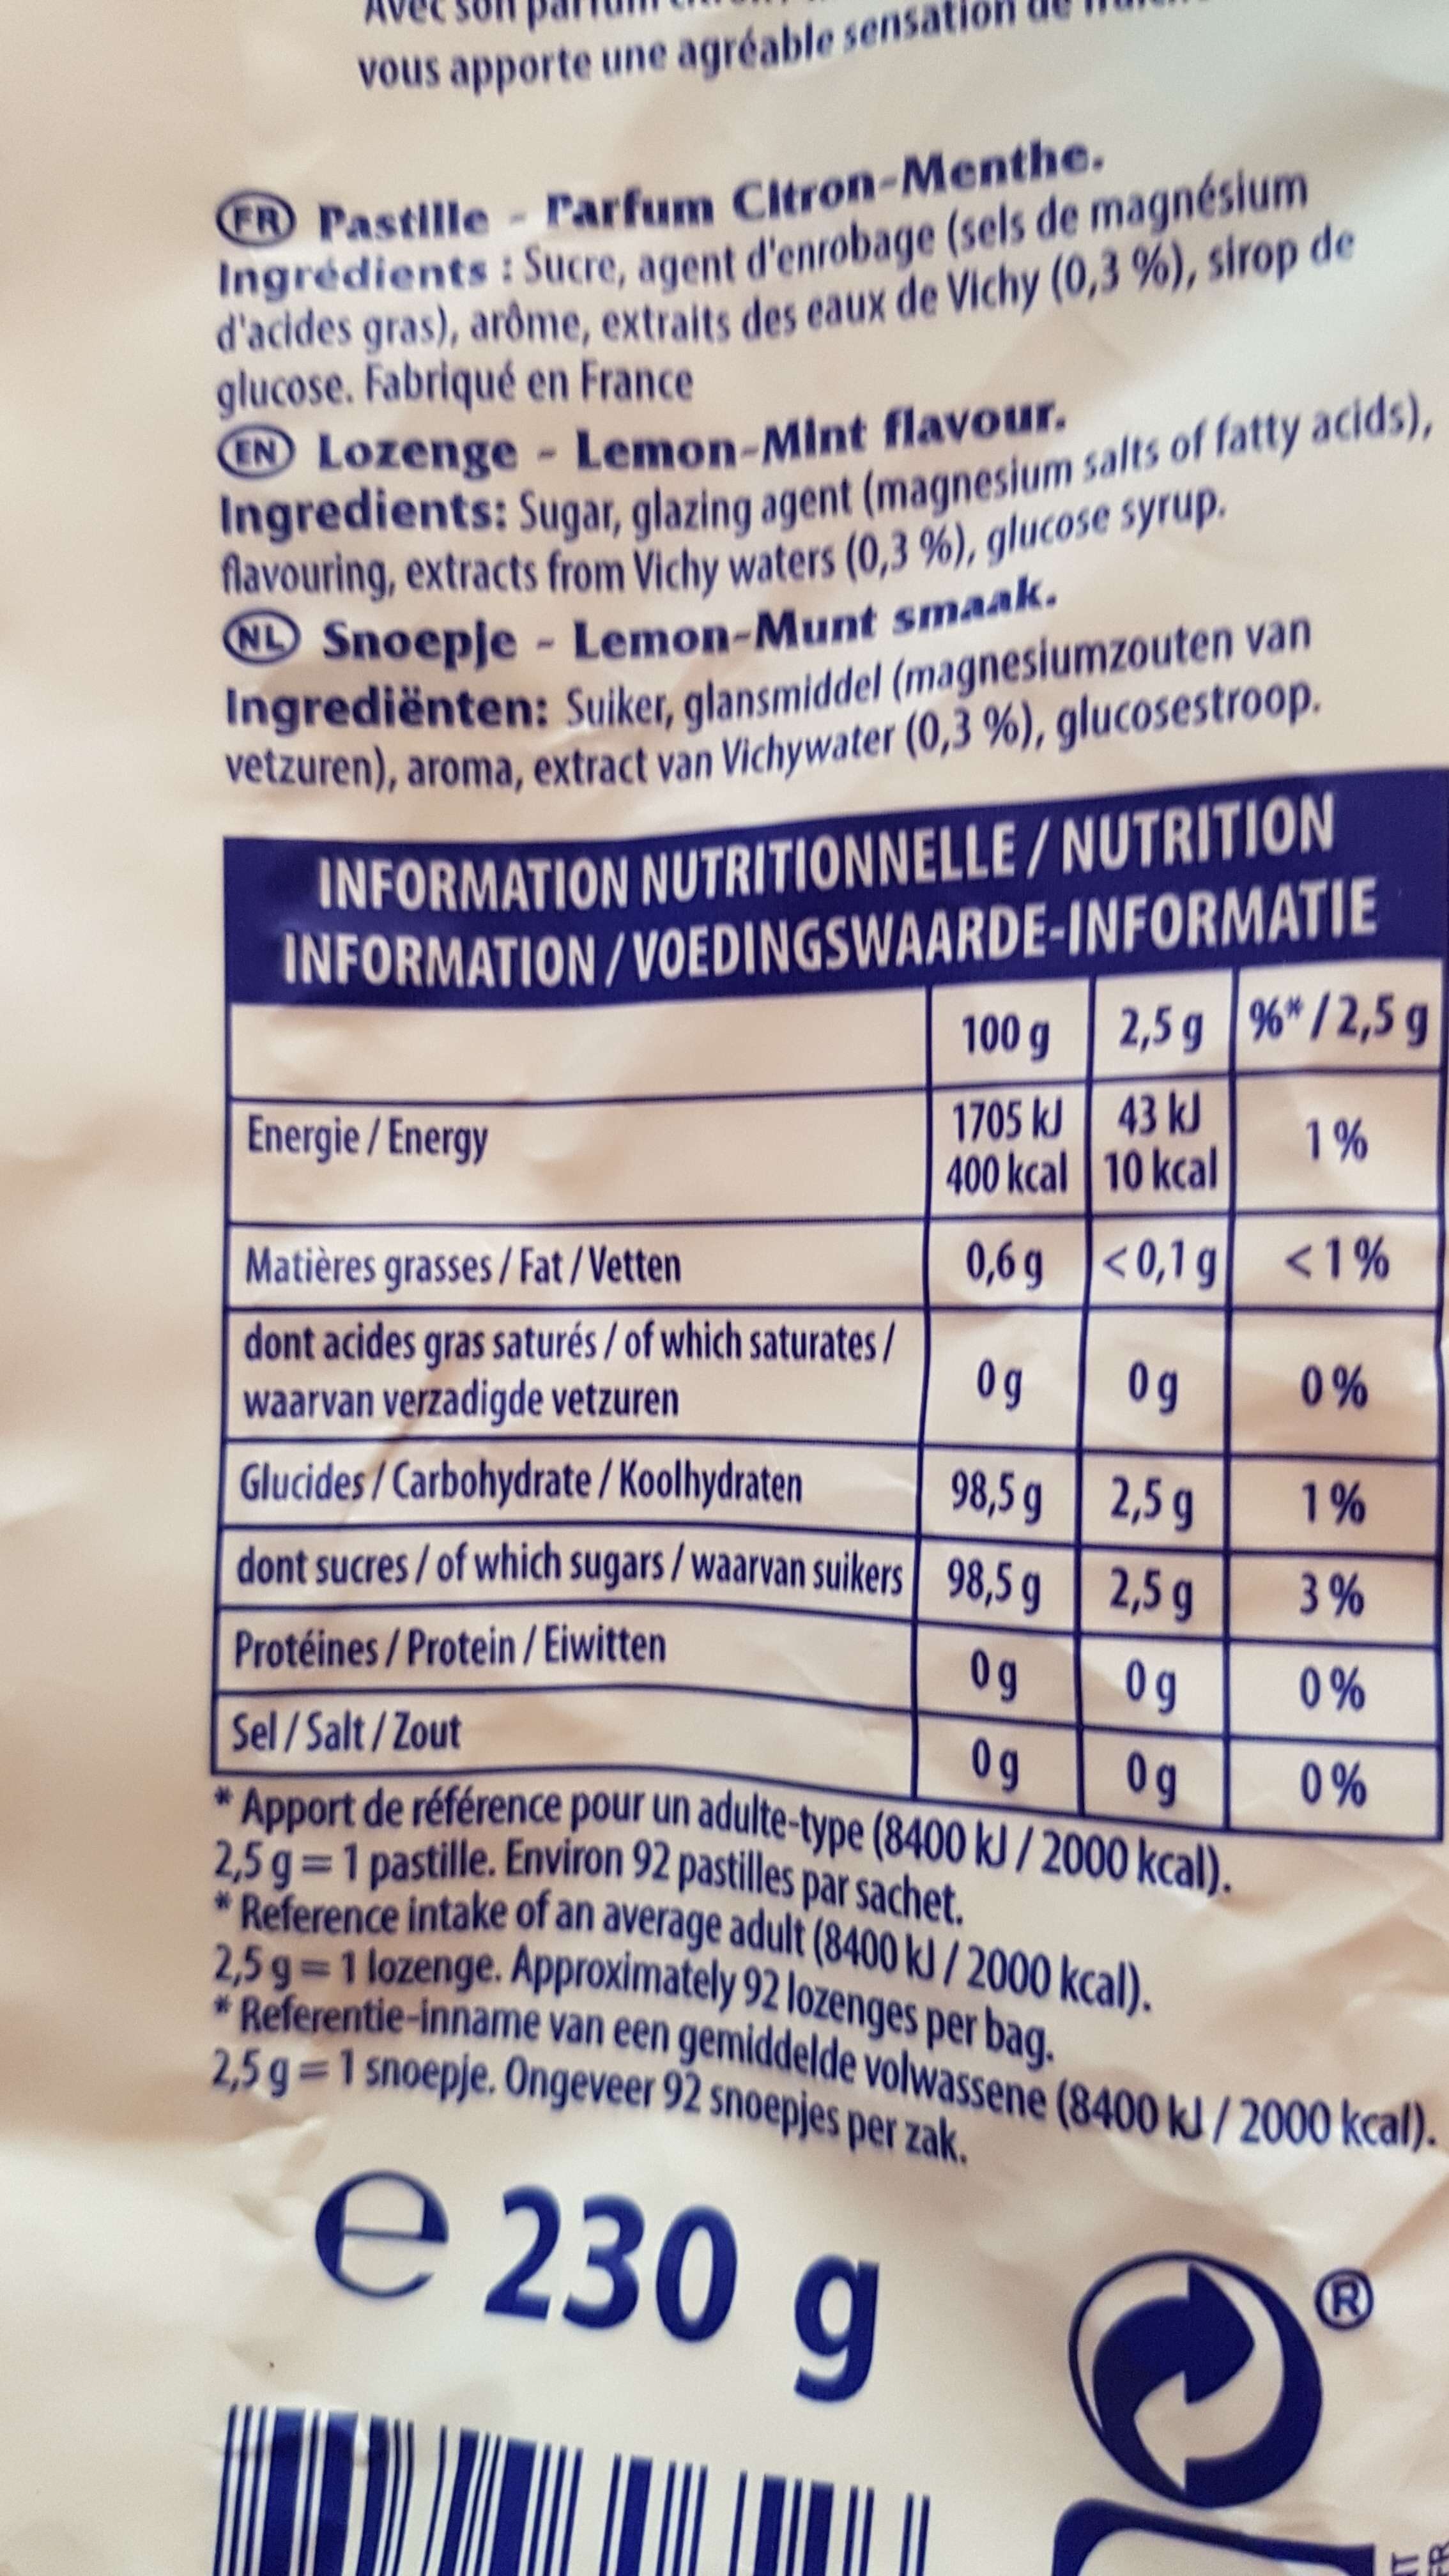 vous apporte une agréable sensation
FR Pastille - Parfum Citron-Menthe.
Ingrédients : Sucre, agent d'enrobage (sels de magnésium
d'acides gras), arôme, extraits des eaux de Vichy (0,3 %), sirop de
glucose. Fabriqué en France
EN Lozenge - Lemon-Mint flavour.
Ingredients: Sugar, glazing agent (magnesium salts of fatty acids),
flavouring, extracts from Vichy waters (0,3 %), glucose syrup.
NL Snoepje - Lemon-Munt smaak.
Ingrediënten: Suiker, glansmiddel (magnesiumzouten van
vetzuren), aroma, extract van Vichywater (0,3 %), glucosestroop.
INFORMATION NUTRITIONNELLE / NUTRITION
INFORMATION / VOEDINGSWAARDE-INFORMATIE
100 g 2,5 g %* / 2,5 g
Energie / Energy 1705 kJ 43 kJ 1 %
400 kcal 10 kcal
Matières grasses / Fat / Vetten 0,6 g < 0,1 g < 1 %
dont acides gras saturés / of which saturates /
waarvan verzadigde vetzuren 0 g 0 g 0 %
Glucides / Carbohydrate / Koolhydraten 98,5 g 2,5 g 1 %
dont sucres / of which sugars / waarvan suikers 98,5 g 2,5 g 3 %
Protéines / Protein / Eiwitten 0 g 0 g 0 %
Sel / Salt / Zout 0 g 0 g 0 %
* Apport de référence pour un adulte-type (8400 kJ / 2000 kcal).
2,5 g = 1 pastille. Environ 92 pastilles par sachet.
* Reference intake of an average adult (8400 kJ / 2000 kcal).
2,5 g = 1 lozenge. Approximately 92 lozenges per bag.
* Referentie-inname van een gemiddelde volwassene (8400 kJ / 2000 kcal).
2,5 g = 1 snoepje. Ongeveer 92 snoepjes per zak.
e 230 g
®